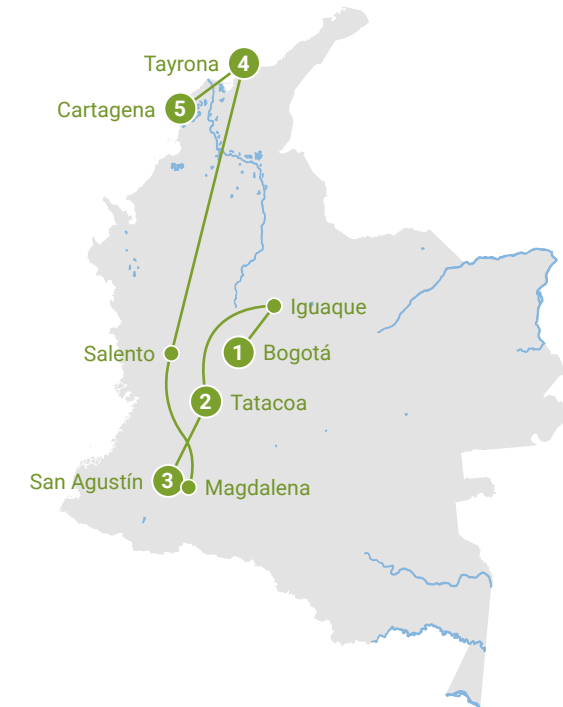 Tayrona 4
Cartagena 5
Iguaque
Salento
1 Bogotá
2 Tatacoa
San Agustín 3
Magdalena